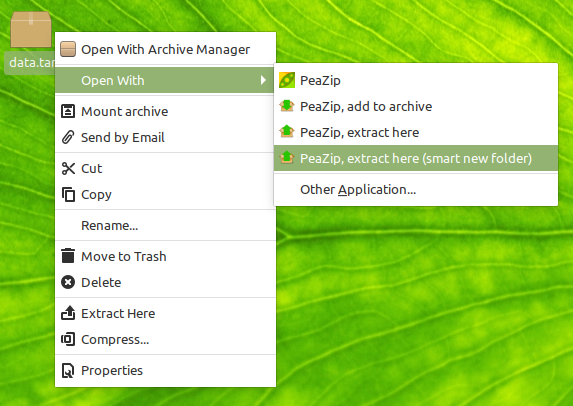 data.tar
Open With Archive Manager
Open With
Mount archive
Send by Email
Cut
Copy
Rename...
Move to Trash
Delete
Extract Here
Compress...
Properties
PeaZip
PeaZip, add to archive
PeaZip, extract here
PeaZip, extract here (smart new folder)
Other Application...